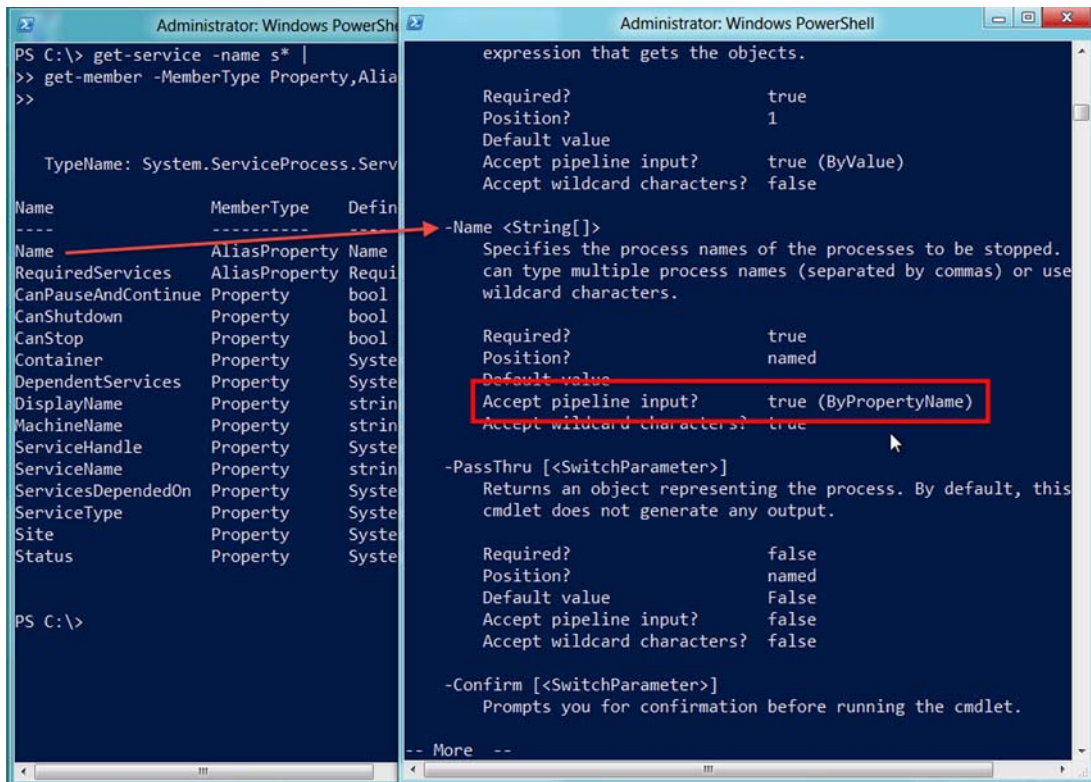 Administrator: Windows PowerShe
PS C:\> get-service -name s* |
>> get-member -MemberType Property,Alia
>>
TypeName: System.ServiceProcess.Serv
Name MemberType Defin
---- ---------- -----
Name AliasProperty Name
RequiredServices AliasProperty Requi
CanPauseAndContinue Property bool
CanShutdown Property bool
CanStop Property bool
Container Property Syste
DependentServices Property Syste
DisplayName Property strin
MachineName Property strin
ServiceHandle Property Syste
ServiceName Property strin
ServicesDependedOn Property Syste
ServiceType Property Syste
Site Property Syste
Status Property Syste
PS C:\>
Administrator: Windows PowerShell
expression that gets the objects.
Required? true
Position? 1
Default value
Accept pipeline input? true (ByValue)
Accept wildcard characters? false
-Name <String[]>
Specifies the process names of the processes to be stopped.
can type multiple process names (separated by commas) or use
wildcard characters.
Required? true
Position? named
Default value
Accept pipeline input? true (ByPropertyName)
Accept wildcard characters? true
-PassThru [<SwitchParameter>]
Returns an object representing the process. By default, this
cmdlet does not generate any output.
Required? false
Position? named
Default value False
Accept pipeline input? false
Accept wildcard characters? false
-Confirm [<SwitchParameter>]
Prompts you for confirmation before running the cmdlet.
-- More --